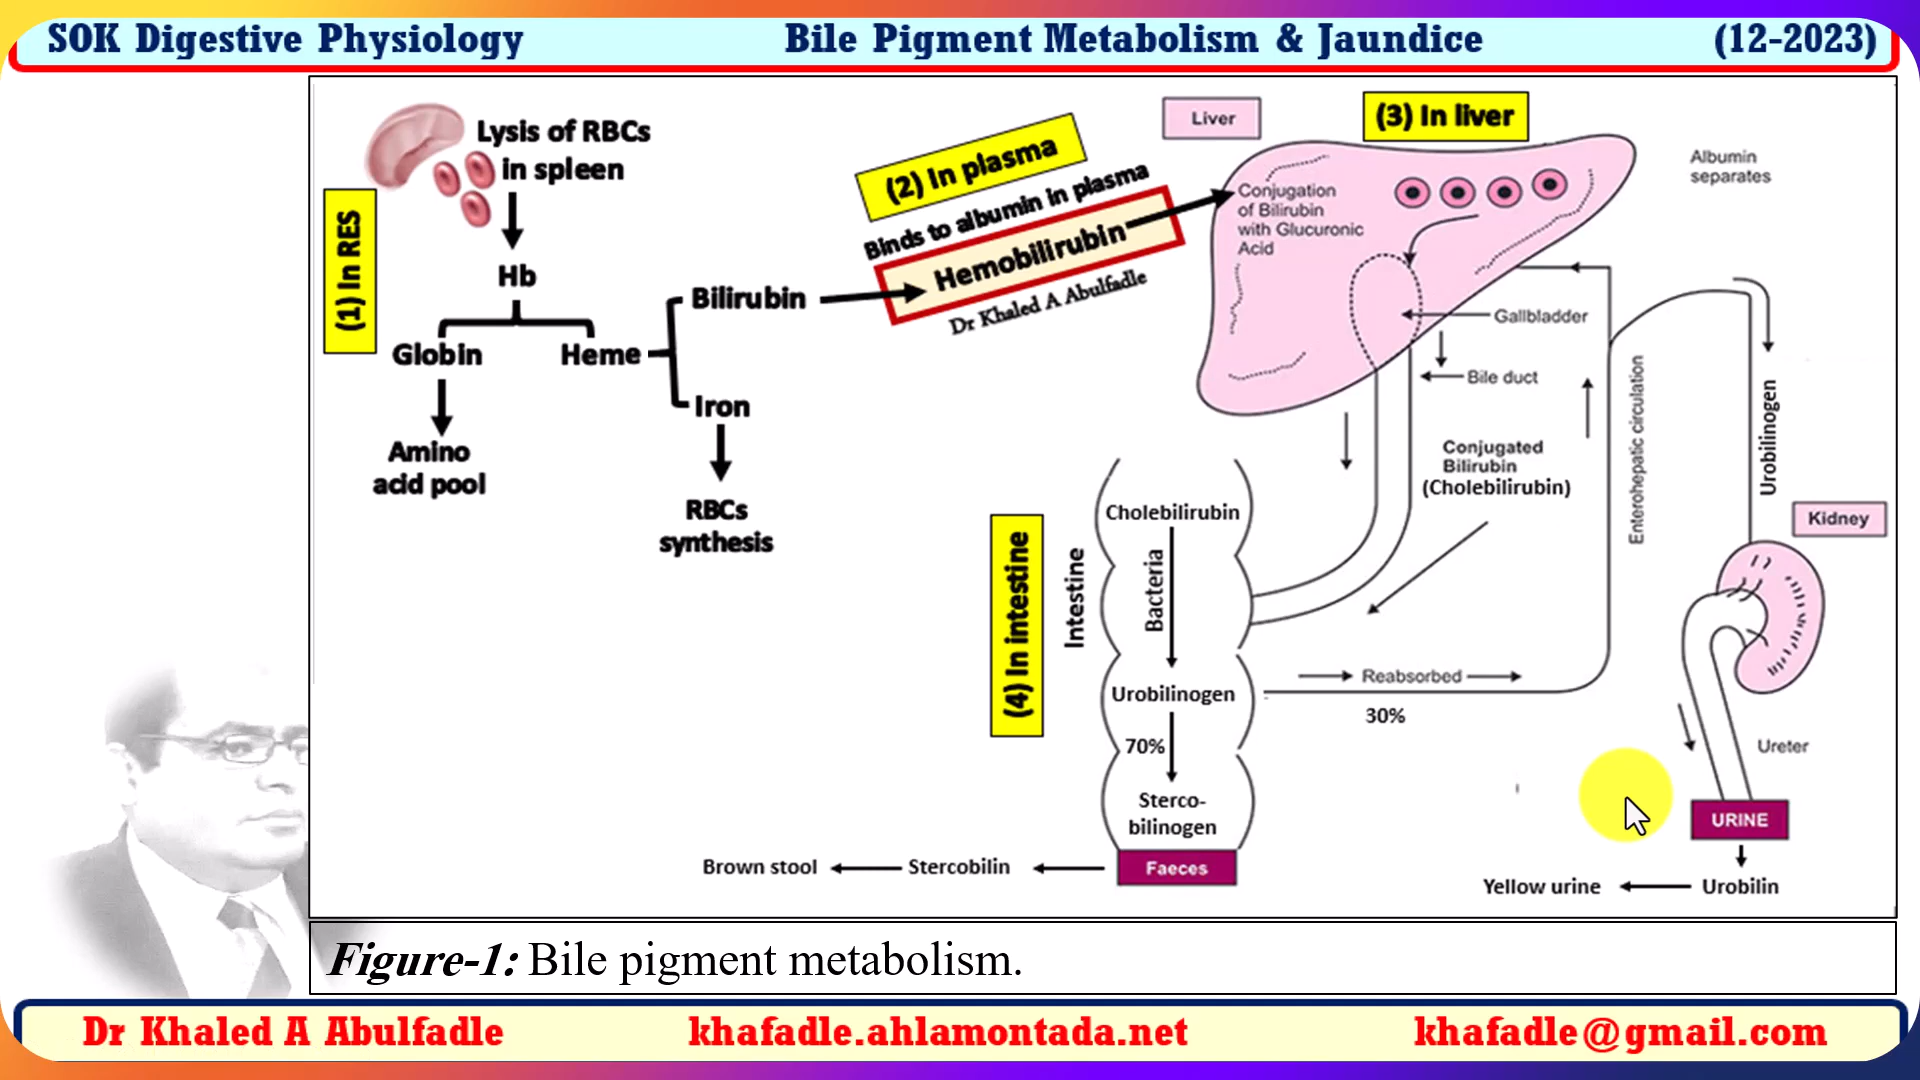 SOK Digestive Physiology
Bile Pigment Metabolism & Jaundice
(12-2023)
(1) In RES
Lysis of RBCs
in spleen
Hb
Globin
Heme
Amino
acid pool
Bilirubin
Iron
RBCs
synthesis
(2) In plasma
Binds to albumin in plasma
Hemobilirubin
Dr Khaled A Abulfadle
Liver
(3) In liver
Albumin
separates
Conjugation
of Bilirubin
with Glucuronic
Acid
Gallbladder
Bile duct
Conjugated
Bilirubin
(Cholebilirubin)
Enterohepatic circulation
Urobilinogen
Kidney
(4) In intestine
Intestine
Cholebilirubin
Bacteria
Urobilinogen
70%
Sterco-
bilinogen
Reabsorbed
30%
Ureter
URINE
Faeces
Stercobilin
Brown stool
Urobilin
Yellow urine
Figure-1: Bile pigment metabolism.
Dr Khaled A Abulfadle
khafadle.ahlamontada.net
khafadle@gmail.com